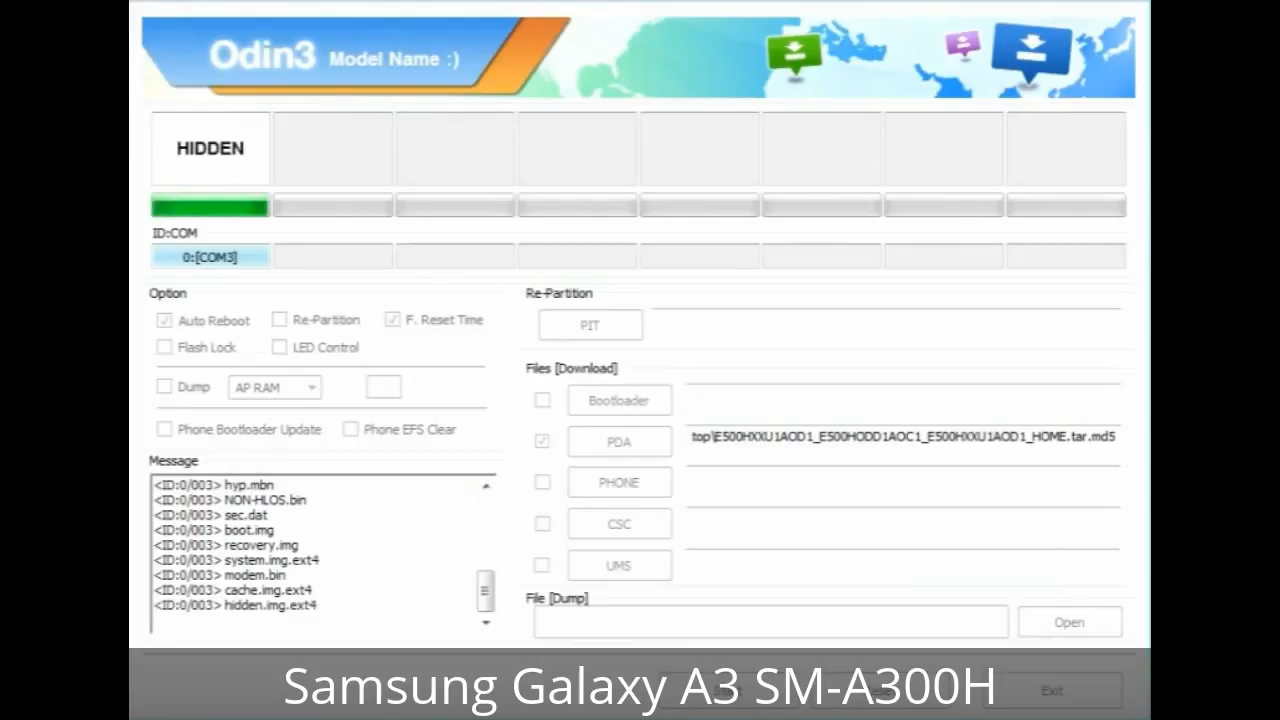 Odin3 Model Name :)
HIDDEN
ID:COM
0:[COM3]
Option
Auto Reboot
Re-Partition
F. Reset Time
Flash Lock
LED Control
Dump
AP RAM
Phone Bootloader Update
Phone EFS Clear
Message
<ID:0/003> hyp.mbn
<ID:0/003> NON-HLOS.bin
<ID:0/003> sec.dat
<ID:0/003> boot.img
<ID:0/003> recovery.img
<ID:0/003> system.img.ext4
<ID:0/003> modem.bin
<ID:0/003> cache.img.ext4
<ID:0/003> hidden.img.ext4
Re-Partition
PIT
Files [Download]
Bootloader
PDA
top\E500HXXU1AOD1_E500HODD1AOC1_E500HXXU1AOD1_HOME.tar.md5
PHONE
CSC
UMS
File [Dump]
Open
Exit
Samsung Galaxy A3 SM-A300H